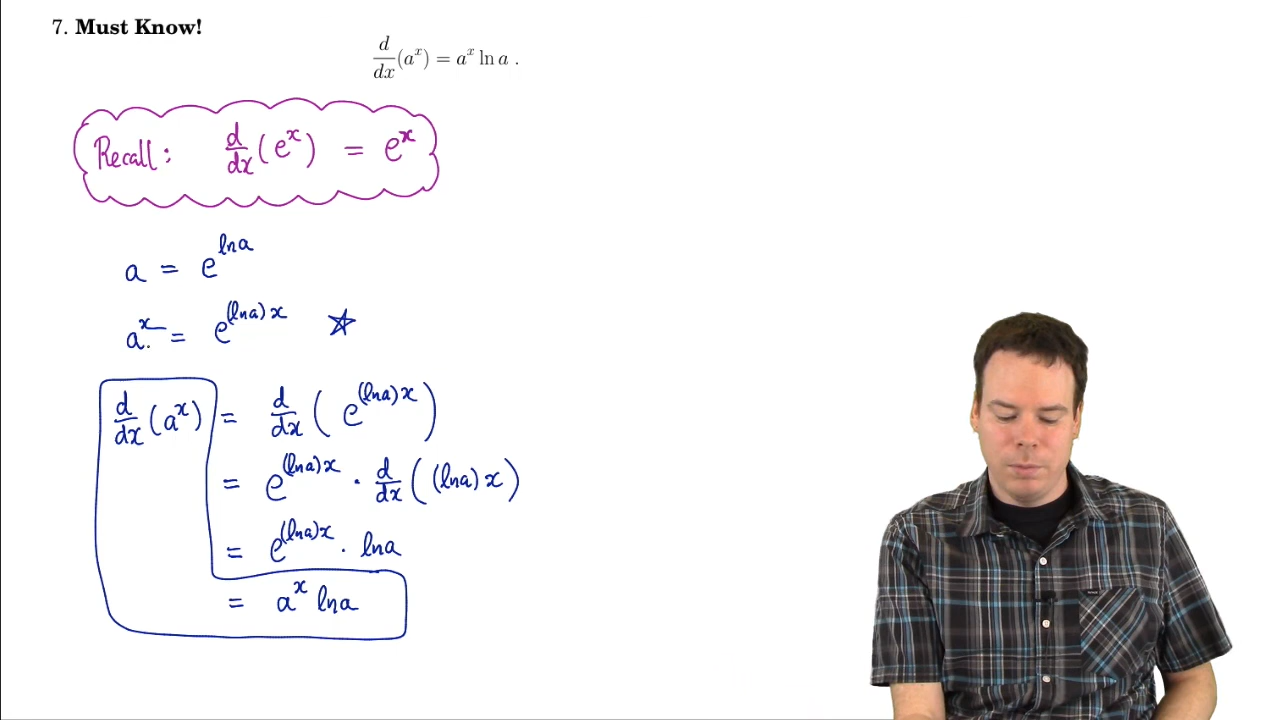 7. Must Know!
d/dx (a^x) = a^x ln a .
Recall: d/dx (e^x) = e^x
a = e^(ln a)
a^x = e^((ln a) x) ☆
d/dx (a^x) = d/dx ( e^((ln a) x) )
= e^((ln a) x) · d/dx ( (ln a) x )
= e^((ln a) x) · ln a
= a^x ln a